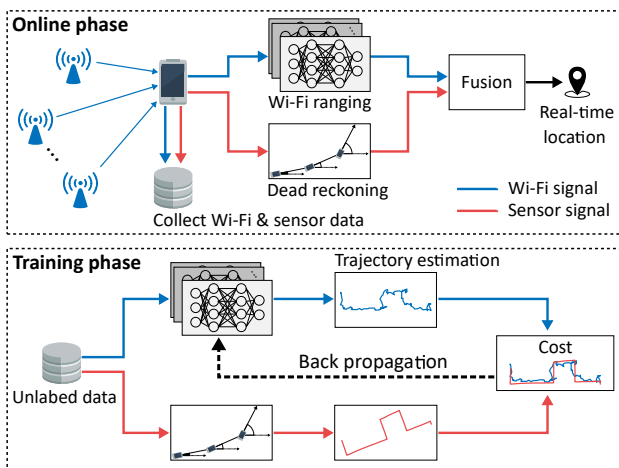 Online phase
Wi-Fi ranging
Fusion
Real-time
location
Dead reckoning
Collect Wi-Fi & sensor data
Wi-Fi signal
Sensor signal
Training phase
Trajectory estimation
Cost
Back propagation
Unlabed data